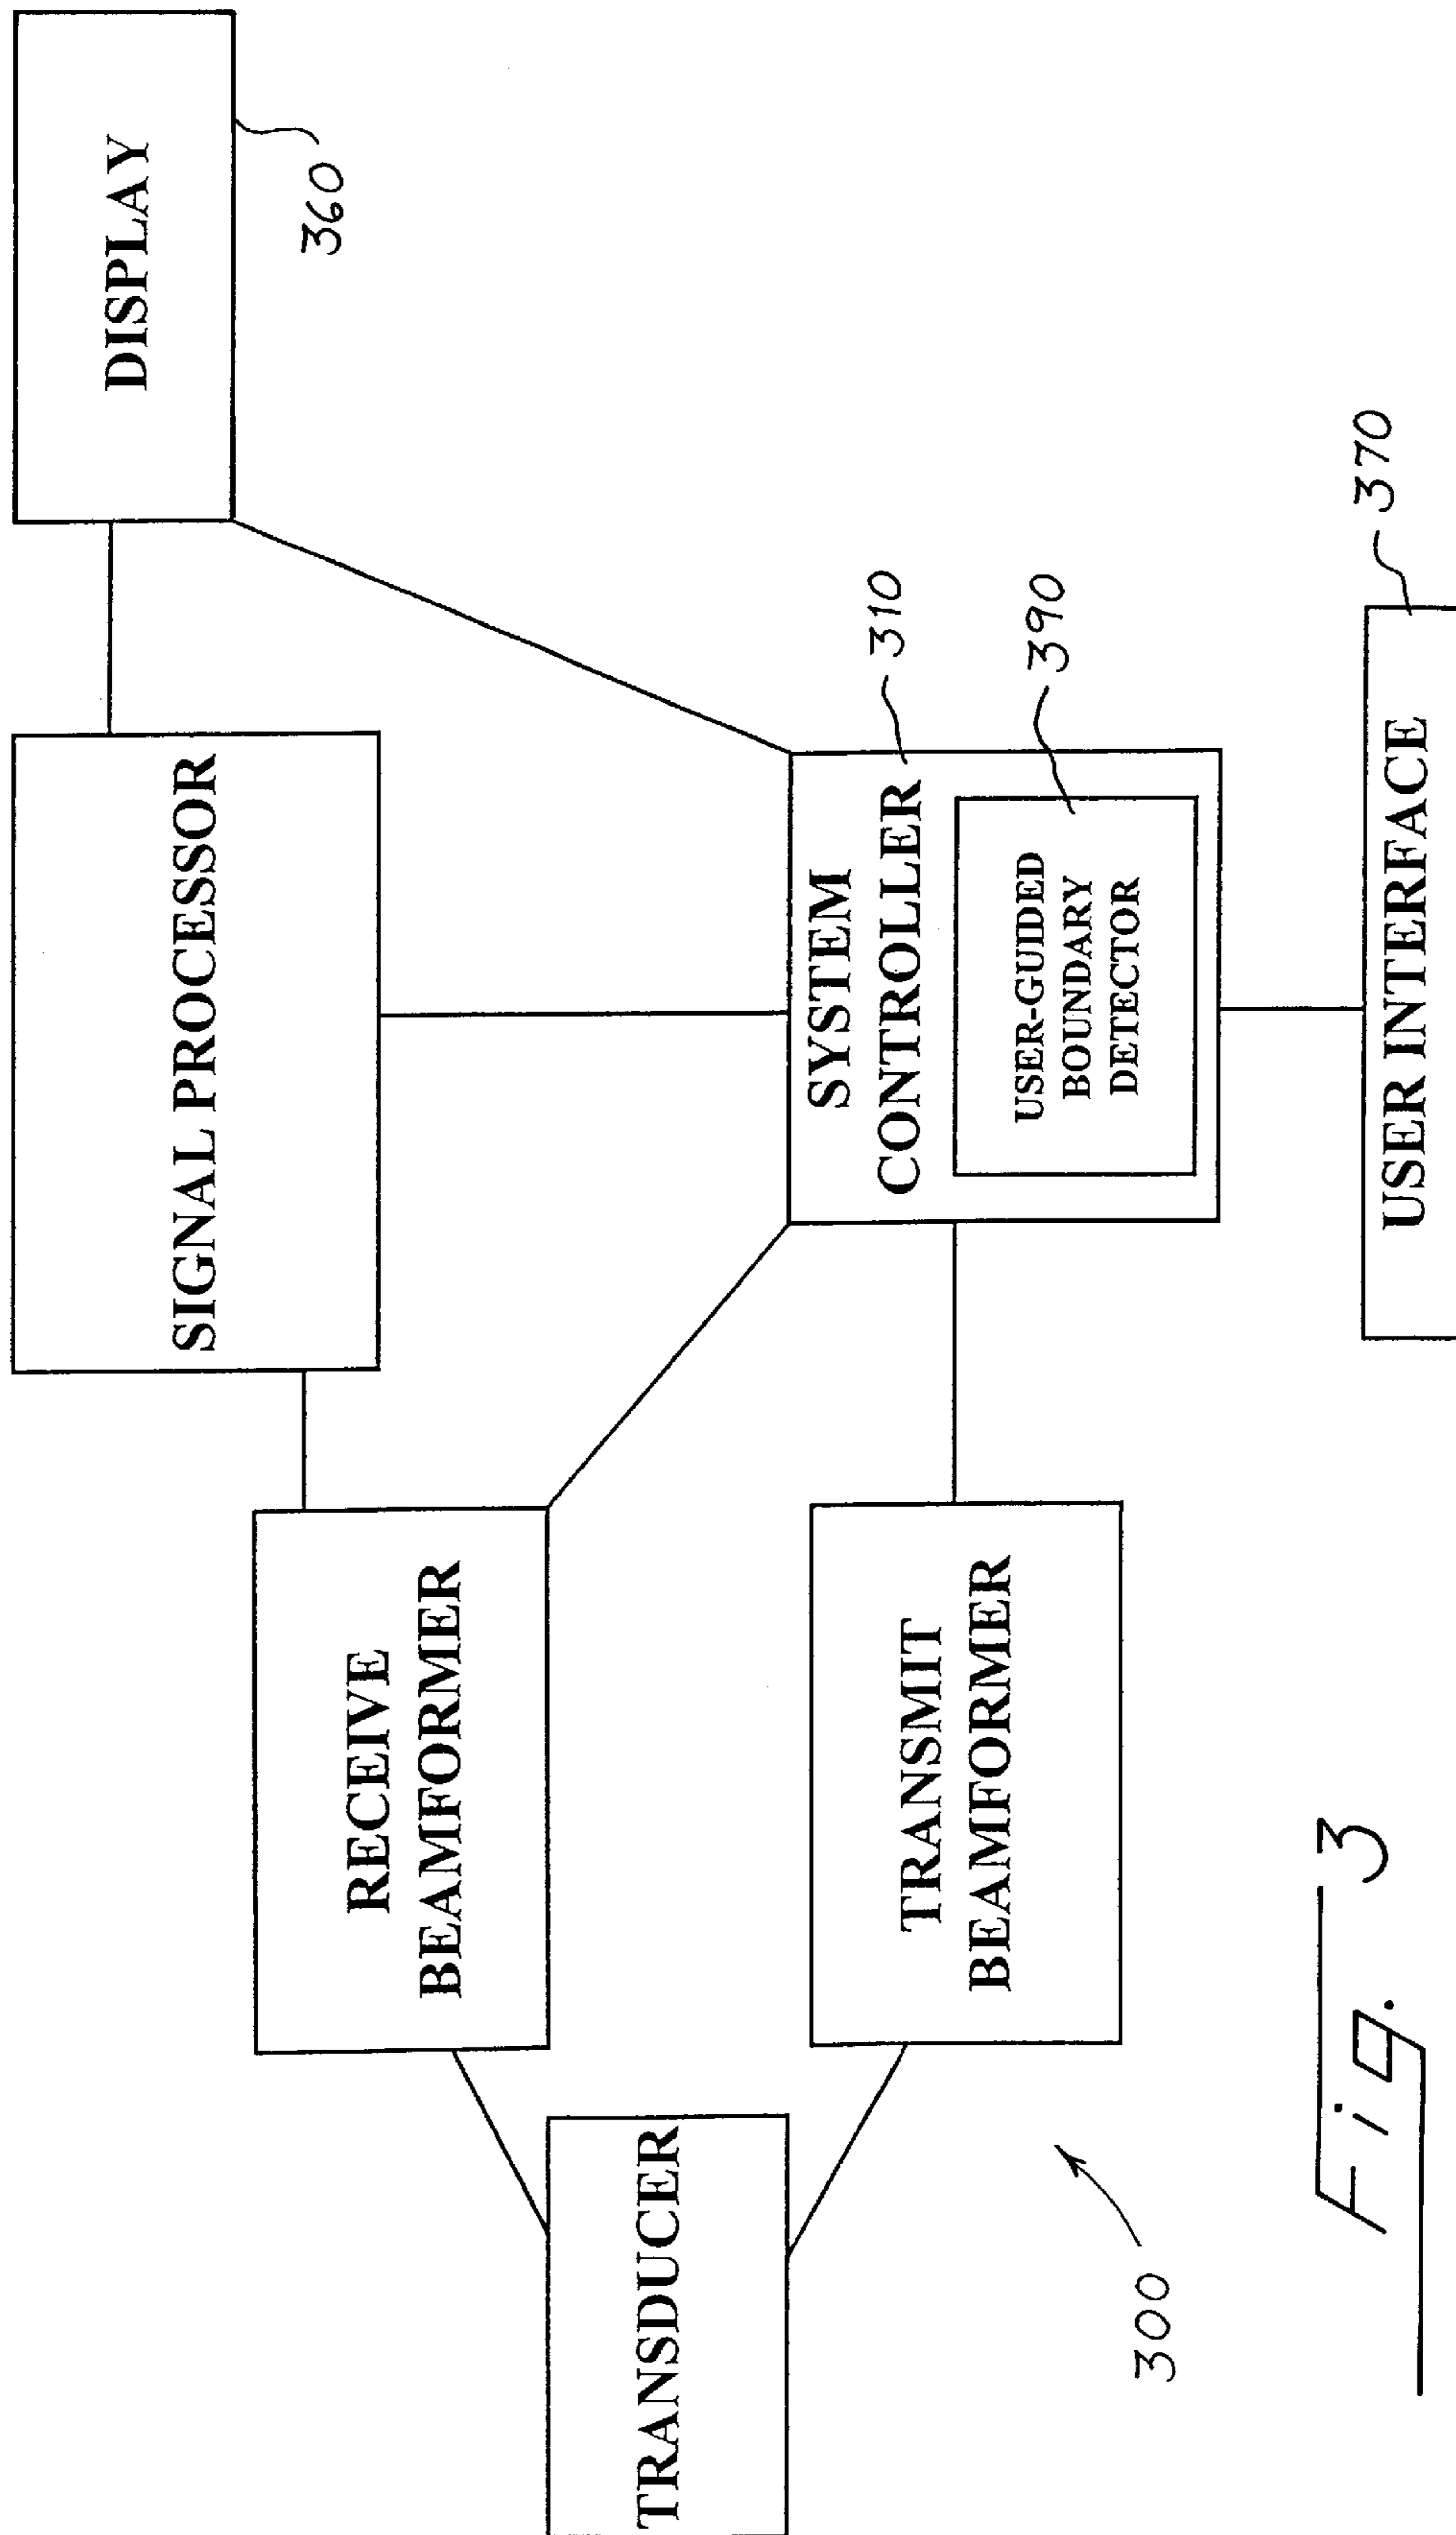 TRANSDUCER
RECEIVE
BEAMFORMER
SIGNAL PROCESSOR
DISPLAY
360
TRANSMIT
BEAMFORMER
SYSTEM
CONTROLLER
310
USER-GUIDED
BOUNDARY
DETECTOR
390
300
USER INTERFACE
370
Fig. 3